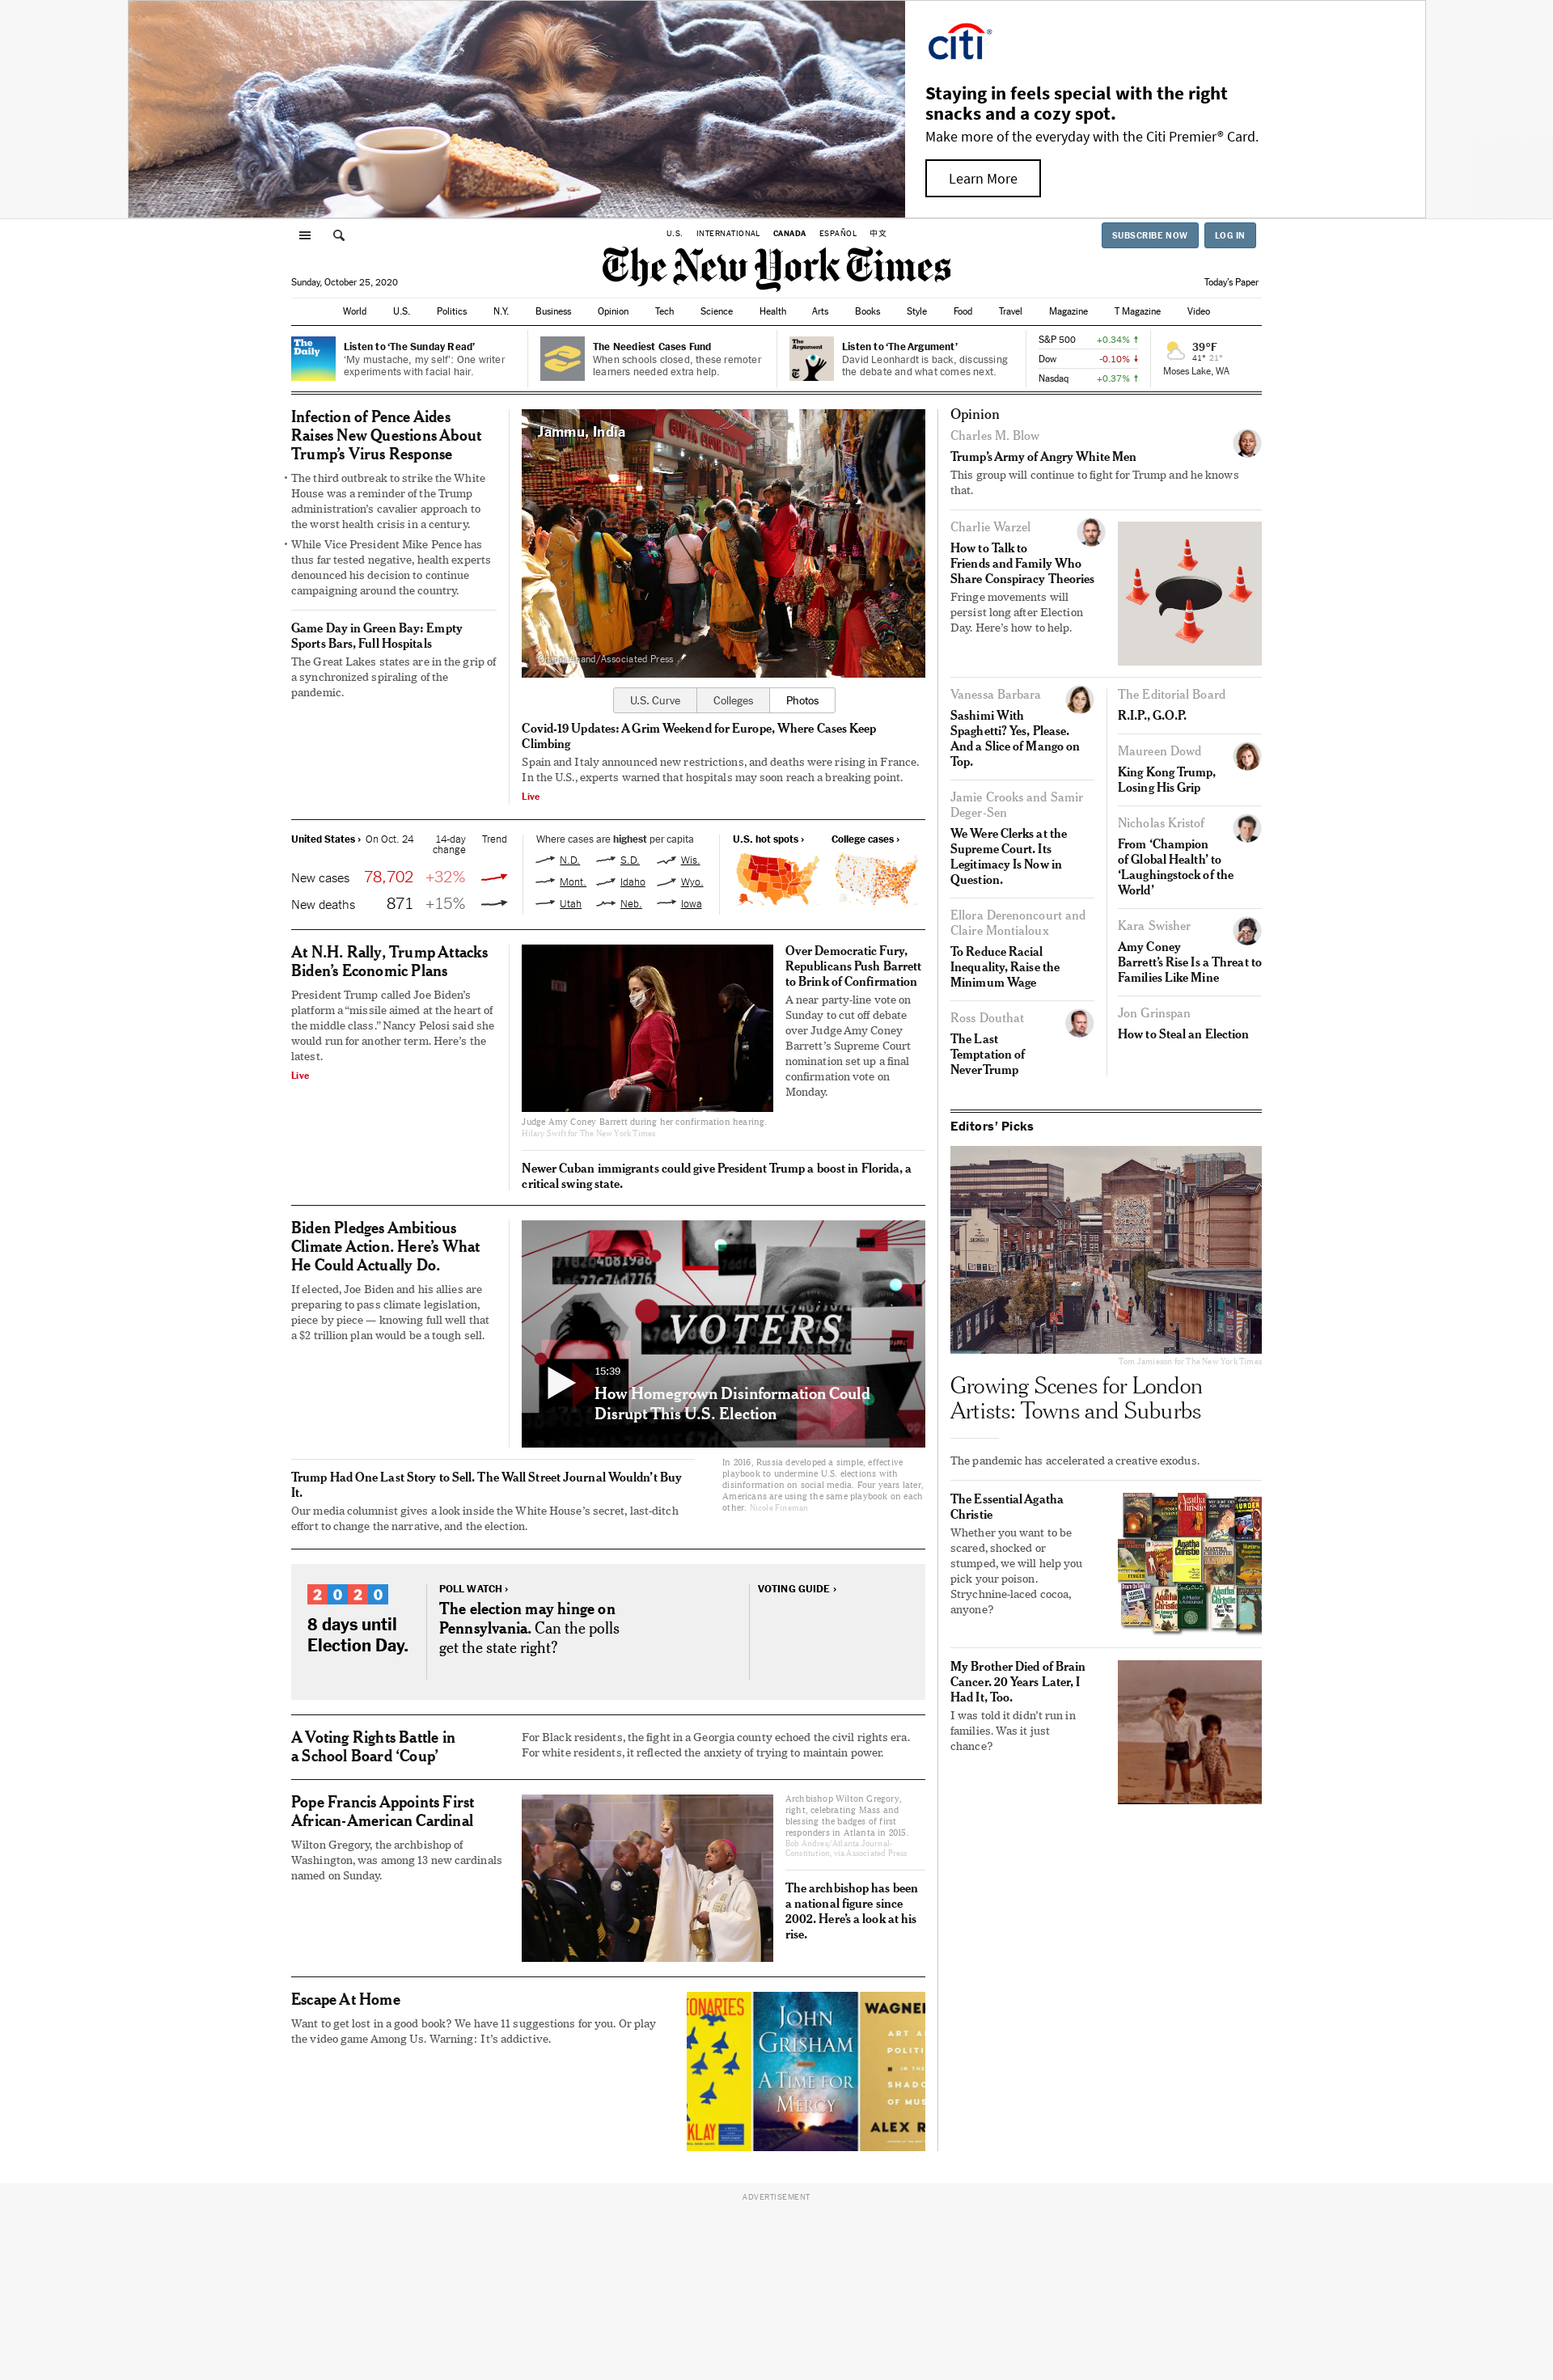 citi®
Staying in feels special with the right
snacks and a cozy spot.
Make more of the everyday with the Citi Premier® Card.
Learn More
U.S. INTERNATIONAL CANADA ESPAÑOL 中文
SUBSCRIBE NOW LOG IN
The New York Times
Sunday, October 25, 2020
Today's Paper
World U.S. Politics N.Y. Business Opinion Tech Science Health Arts Books Style Food Travel Magazine T Magazine Video
The
Daily
Listen to ‘The Sunday Read’
‘My mustache, my self’: One writer
experiments with facial hair.
The Neediest Cases Fund
When schools closed, these remoter
learners needed extra help.
The
Argument
Listen to ‘The Argument’
David Leonhardt is back, discussing
the debate and what comes next.
S&P 500 +0.34% ↑
Dow -0.10% ↓
Nasdaq +0.37% ↑
39°F
41° 21°
Moses Lake, WA
Infection of Pence Aides
Raises New Questions About
Trump’s Virus Response
• The third outbreak to strike the White
House was a reminder of the Trump
administration’s cavalier approach to
the worst health crisis in a century.
• While Vice President Mike Pence has
thus far tested negative, health experts
denounced his decision to continue
campaigning around the country.
Game Day in Green Bay: Empty
Sports Bars, Full Hospitals
The Great Lakes states are in the grip of
a synchronized spiraling of the
pandemic.
Jammu, India
GUPTA
Anand/Associated Press
U.S. Curve Colleges Photos
Covid-19 Updates: A Grim Weekend for Europe, Where Cases Keep
Climbing
Spain and Italy announced new restrictions, and deaths were rising in France.
In the U.S., experts warned that hospitals may soon reach a breaking point.
Live
United States › On Oct. 24 14-day
change Trend
New cases 78,702 +32%
New deaths 871 +15%
Where cases are highest per capita
N.D. S.D. Wis.
Mont. Idaho Wyo.
Utah Neb. Iowa
U.S. hot spots ›
College cases ›
At N.H. Rally, Trump Attacks
Biden’s Economic Plans
President Trump called Joe Biden’s
platform a “missile aimed at the heart of
the middle class.” Nancy Pelosi said she
would run for another term. Here’s the
latest.
Live
Judge Amy Coney Barrett during her confirmation hearing.
Hilary Swift for The New York Times
Over Democratic Fury,
Republicans Push Barrett
to Brink of Confirmation
A near party-line vote on
Sunday to cut off debate
over Judge Amy Coney
Barrett’s Supreme Court
nomination set up a final
confirmation vote on
Monday.
Newer Cuban immigrants could give President Trump a boost in Florida, a
critical swing state.
Biden Pledges Ambitious
Climate Action. Here’s What
He Could Actually Do.
If elected, Joe Biden and his allies are
preparing to pass climate legislation,
piece by piece — knowing full well that
a $2 trillion plan would be a tough sell.
VOTERS
15:39
How Homegrown Disinformation Could
Disrupt This U.S. Election
In 2016, Russia developed a simple, effective
playbook to undermine U.S. elections with
disinformation on social media. Four years later,
Americans are using the same playbook on each
other. Nicole Fineman
Trump Had One Last Story to Sell. The Wall Street Journal Wouldn’t Buy
It.
Our media columnist gives a look inside the White House’s secret, last-ditch
effort to change the narrative, and the election.
2020
8 days until
Election Day.
POLL WATCH ›
The election may hinge on
Pennsylvania. Can the polls
get the state right?
VOTING GUIDE ›
A Voting Rights Battle in
a School Board ‘Coup’
For Black residents, the fight in a Georgia county echoed the civil rights era.
For white residents, it reflected the anxiety of trying to maintain power.
Pope Francis Appoints First
African-American Cardinal
Wilton Gregory, the archbishop of
Washington, was among 13 new cardinals
named on Sunday.
Archbishop Wilton Gregory,
right, celebrating Mass and
blessing the badges of first
responders in Atlanta in 2015.
Bob Andres/Atlanta Journal-
Constitution, via Associated Press
The archbishop has been
a national figure since
2002. Here’s a look at his
rise.
Escape At Home
Want to get lost in a good book? We have 11 suggestions for you. Or play
the video game Among Us. Warning: It’s addictive.
IONARIES
KLAY
JOHN
GRISHAM
A TIME FOR
MERCY
WAGNER
ART A
POLITI
IN THE
SHADO
OF MUS
ALEX R
Opinion
Charles M. Blow
Trump’s Army of Angry White Men
This group will continue to fight for Trump and he knows
that.
Charlie Warzel
How to Talk to
Friends and Family Who
Share Conspiracy Theories
Fringe movements will
persist long after Election
Day. Here’s how to help.
Vanessa Barbara
Sashimi With
Spaghetti? Yes, Please.
And a Slice of Mango on
Top.
Jamie Crooks and Samir
Deger-Sen
We Were Clerks at the
Supreme Court. Its
Legitimacy Is Now in
Question.
Ellora Derenoncourt and
Claire Montialoux
To Reduce Racial
Inequality, Raise the
Minimum Wage
Ross Douthat
The Last
Temptation of
NeverTrump
The Editorial Board
R.I.P., G.O.P.
Maureen Dowd
King Kong Trump,
Losing His Grip
Nicholas Kristof
From ‘Champion
of Global Health’ to
‘Laughingstock of the
World’
Kara Swisher
Amy Coney
Barrett’s Rise Is a Threat to
Families Like Mine
Jon Grinspan
How to Steal an Election
Editors’ Picks
Tom Jamieson for The New York Times
Growing Scenes for London
Artists: Towns and Suburbs
The pandemic has accelerated a creative exodus.
The Essential Agatha
Christie
Whether you want to be
scared, shocked or
stumped, we will help you
pick your poison.
Strychnine-laced cocoa,
anyone?
My Brother Died of Brain
Cancer. 20 Years Later, I
Had It, Too.
I was told it didn’t run in
families. Was it just
chance?
ADVERTISEMENT